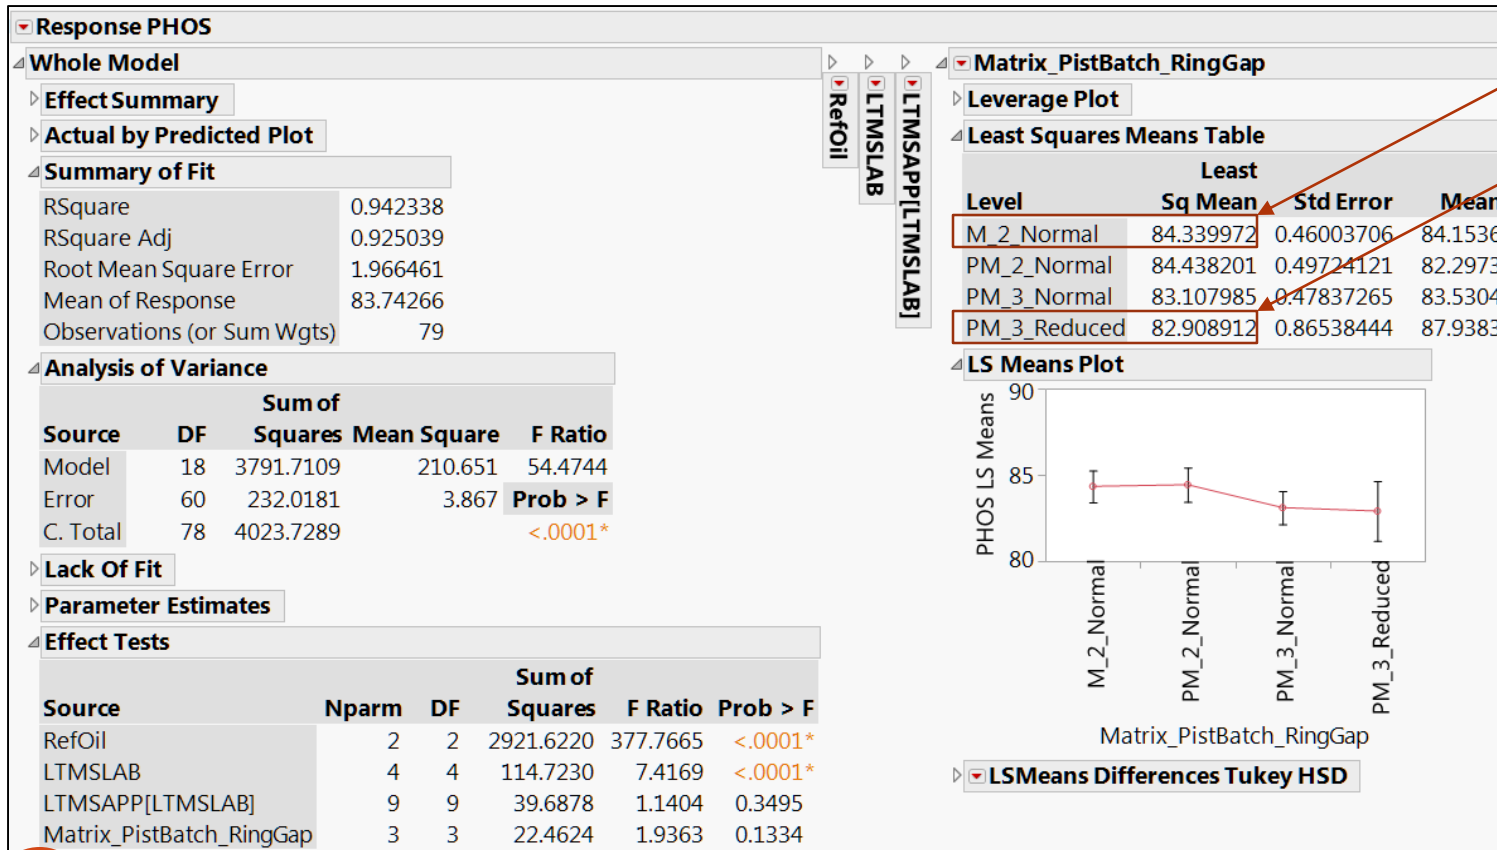 Response PHOS
Whole Model
Effect Summary
Actual by Predicted Plot
Summary of Fit
RSquare 0.942338
RSquare Adj 0.925039
Root Mean Square Error 1.966461
Mean of Response 83.74266
Observations (or Sum Wgts) 79
Analysis of Variance
Sum of
Source DF Squares Mean Square F Ratio
Model 18 3791.7109 210.651 54.4744
Error 60 232.0181 3.867 Prob > F
C. Total 78 4023.7289 <.0001*
Lack Of Fit
Parameter Estimates
Effect Tests
Sum of
Source Nparm DF Squares F Ratio Prob > F
RefOil 2 2 2921.6220 377.7665 <.0001*
LTMSLAB 4 4 114.7230 7.4169 <.0001*
LTMSAPP[LTMSLAB] 9 9 39.6878 1.1404 0.3495
Matrix_PistBatch_RingGap 3 3 22.4624 1.9363 0.1334
RefOil
LTMSLAB
LTMSAPP[LTMSLAB]
Matrix_PistBatch_RingGap
Leverage Plot
Least Squares Means Table
Least
Level Sq Mean Std Error Mean
M_2_Normal 84.339972 0.46003706 84.1536
PM_2_Normal 84.438201 0.49724121 82.2973
PM_3_Normal 83.107985 0.47837265 83.5304
PM_3_Reduced 82.908912 0.86538444 87.9383
LS Means Plot
PHOS LS Means
90
85
80
M_2_Normal
PM_2_Normal
PM_3_Normal
PM_3_Reduced
Matrix_PistBatch_RingGap
LSMeans Differences Tukey HSD